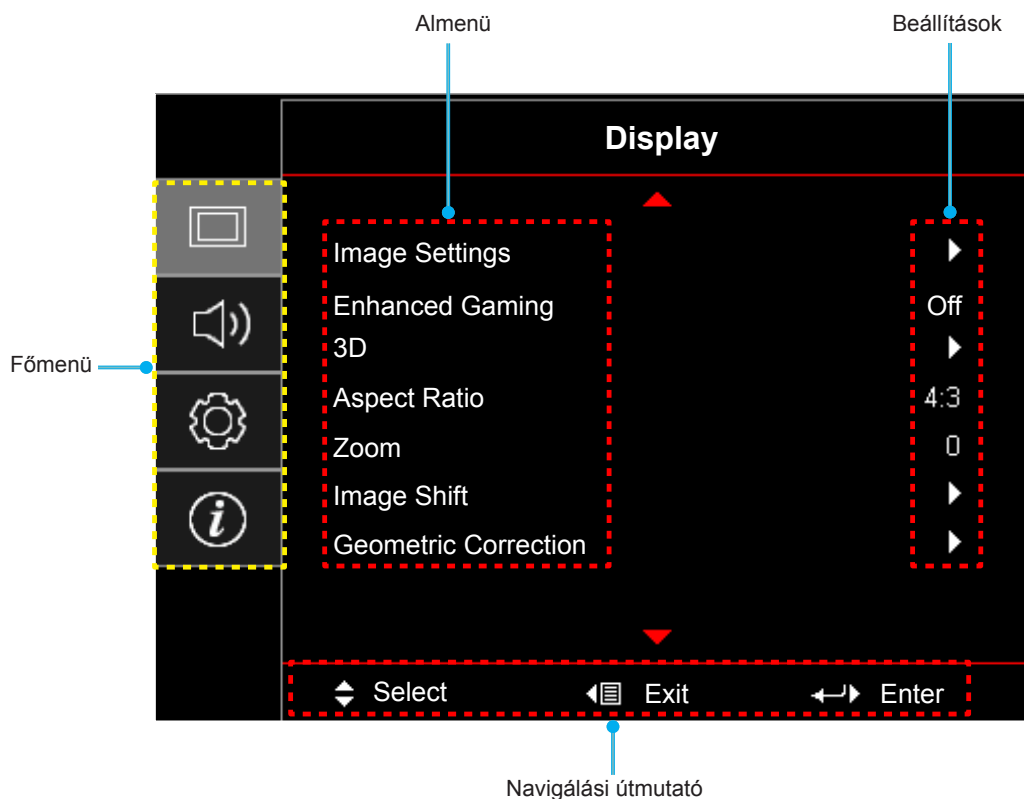 Almenü
Beállítások
Display
Image Settings
Enhanced Gaming Off
3D
Főmenü
Aspect Ratio 4:3
Zoom 0
Image Shift
Geometric Correction
Select Exit Enter
Navigálási útmutató